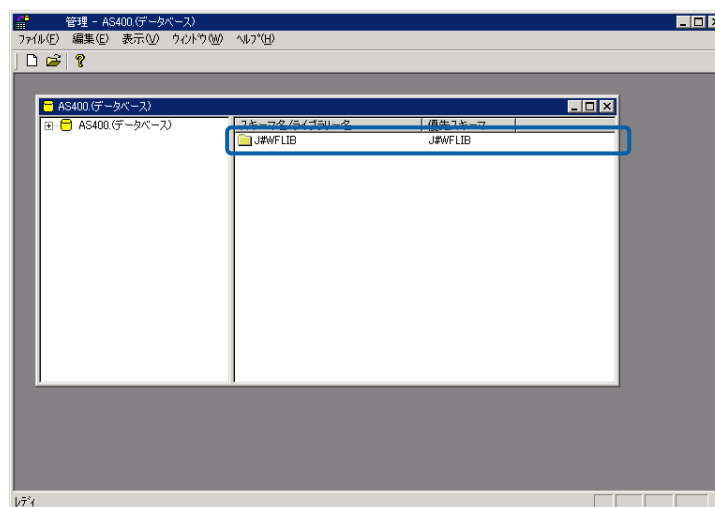 管理 - AS400.(データベース)
ファイル(F) 編集(E) 表示(V) ウィンドウ(W) ヘルプ(H)
AS400.(データベース)
AS400.(データベース)
スキーマ名/ライブラリー名 優先スキーマ
J#WFLIB J#WFLIB
レディ